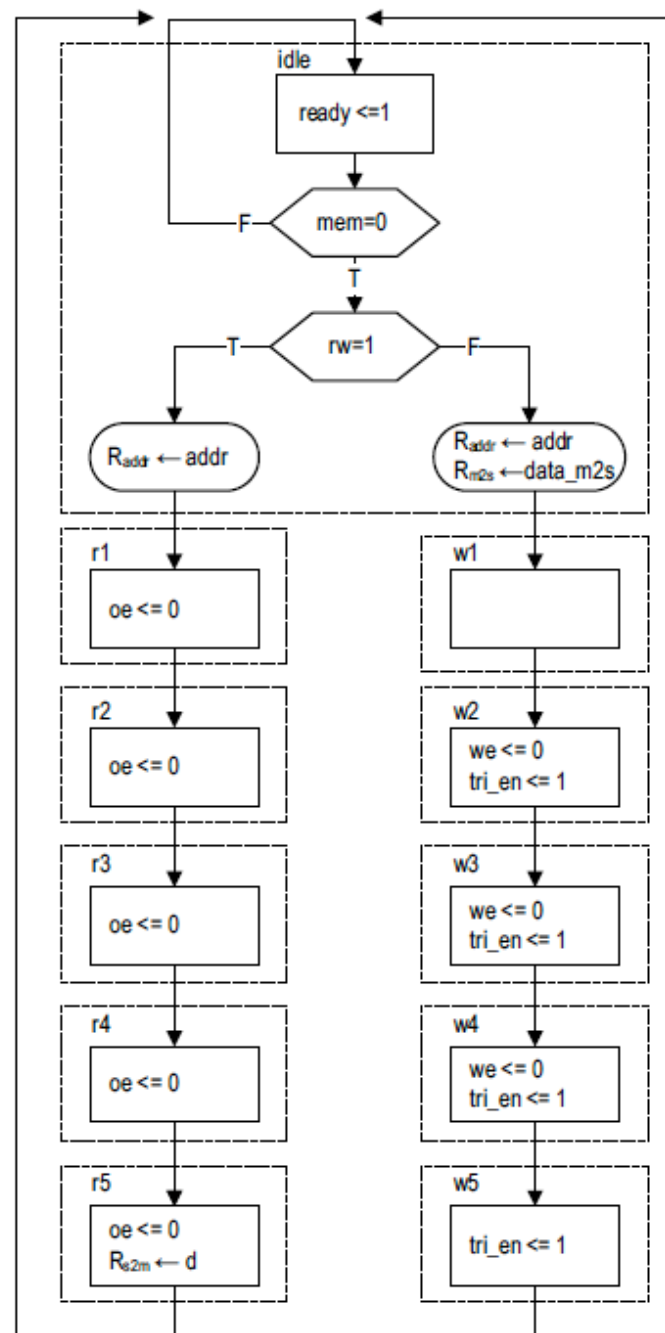 idle
ready <=1
mem=0
F
T
rw=1
T
F
Raddr ← addr
Raddr ← addr
Rm2s ←data_m2s
r1
oe <= 0
w1
r2
oe <= 0
w2
we <= 0
tri_en <= 1
r3
oe <= 0
w3
we <= 0
tri_en <= 1
r4
oe <= 0
w4
we <= 0
tri_en <= 1
r5
oe <= 0
Rs2m ← d
w5
tri_en <= 1